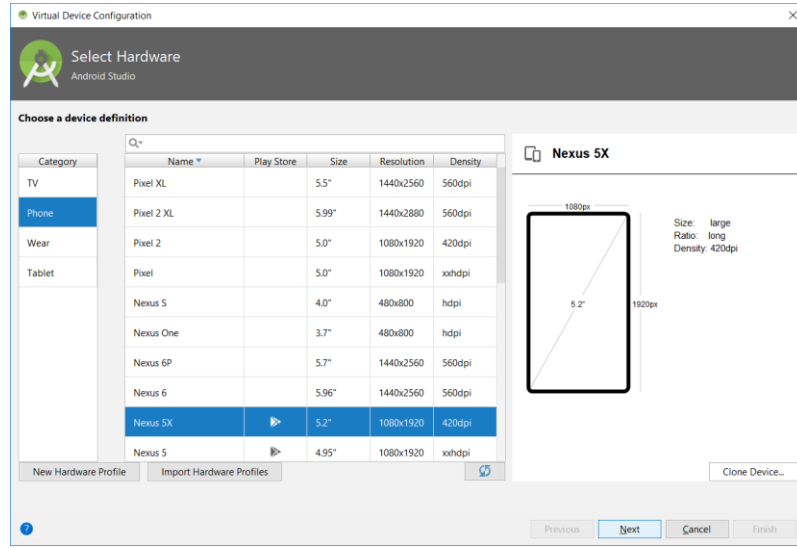 Virtual Device Configuration
Select Hardware
Android Studio
Choose a device definition
Category
TV
Phone
Wear
Tablet
Name Play Store Size Resolution Density
Pixel XL 5.5" 1440x2560 560dpi
Pixel 2 XL 5.99" 1440x2880 560dpi
Pixel 2 5.0" 1080x1920 420dpi
Pixel 5.0" 1080x1920 xxhdpi
Nexus S 4.0" 480x800 hdpi
Nexus One 3.7" 480x800 hdpi
Nexus 6P 5.7" 1440x2560 560dpi
Nexus 6 5.96" 1440x2560 560dpi
Nexus 5X 5.2" 1080x1920 420dpi
Nexus 5 4.95" 1080x1920 xxhdpi
New Hardware Profile Import Hardware Profiles
Nexus 5X
1080px
5.2"
1920px
Size: large
Ratio: long
Density: 420dpi
Clone Device...
? Previous Next Cancel Finish